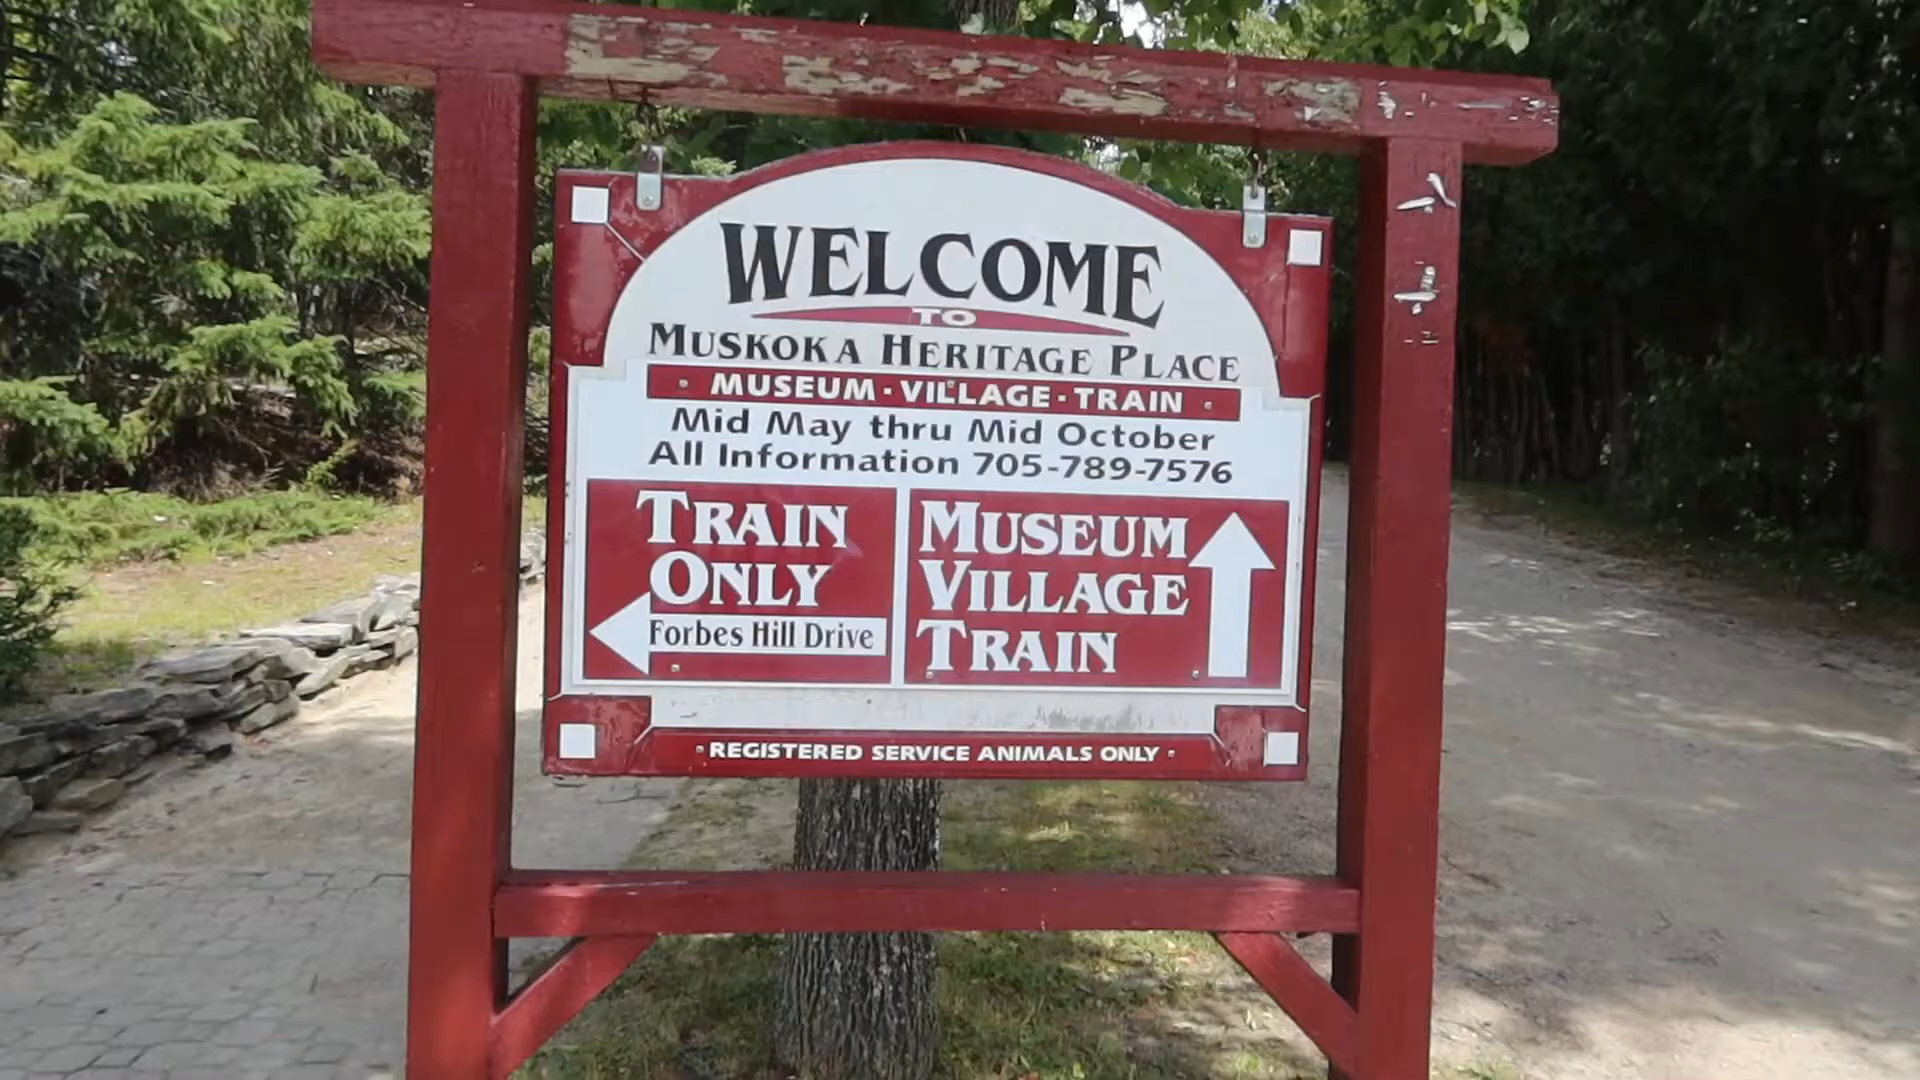 WELCOME
TO
MUSKOKA HERITAGE PLACE
MUSEUM · VILLAGE · TRAIN
Mid May thru Mid October
All Information 705-789-7576
TRAIN
ONLY
Forbes Hill Drive
MUSEUM
VILLAGE
TRAIN
REGISTERED SERVICE ANIMALS ONLY